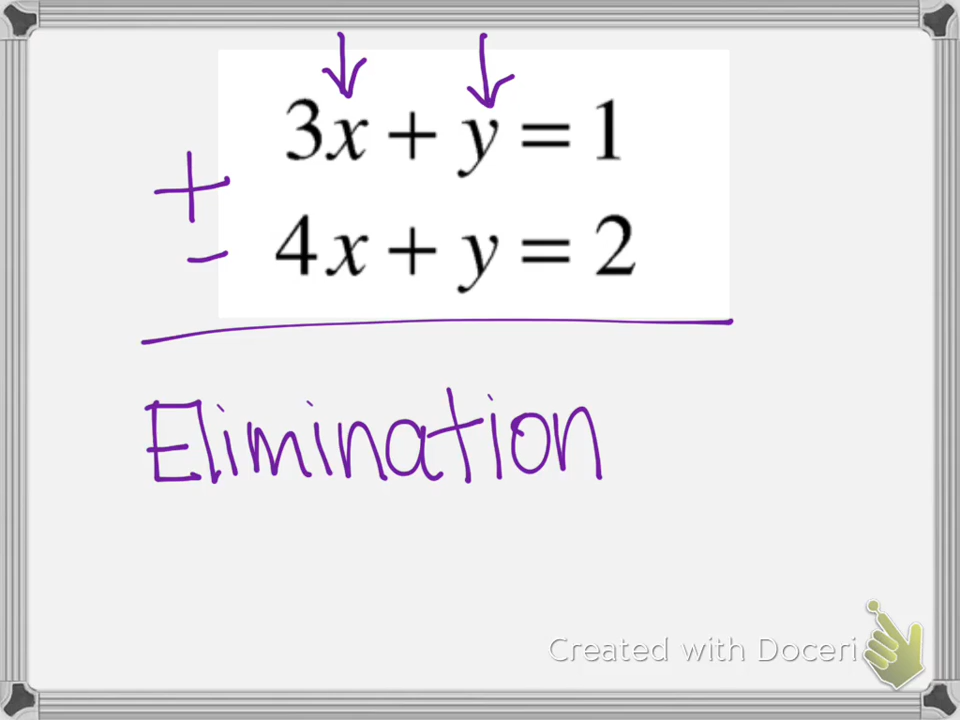 3x + y = 1
+
- 4x + y = 2
Elimination
Created with Doceri